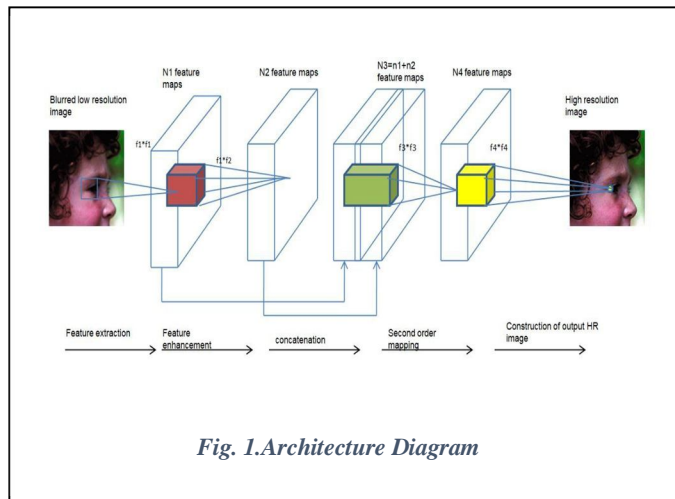 N1 feature
maps
N2 feature maps
N3=n1+n2
feature maps
N4 feature maps
Blurred low resolution
image
High resolution
image
f1*f1
f1*f2
f3*f3
f4*f4
Feature extraction
Feature
enhancement
concatenation
Second order
mapping
Construction of output HR
image
Fig. 1.Architecture Diagram